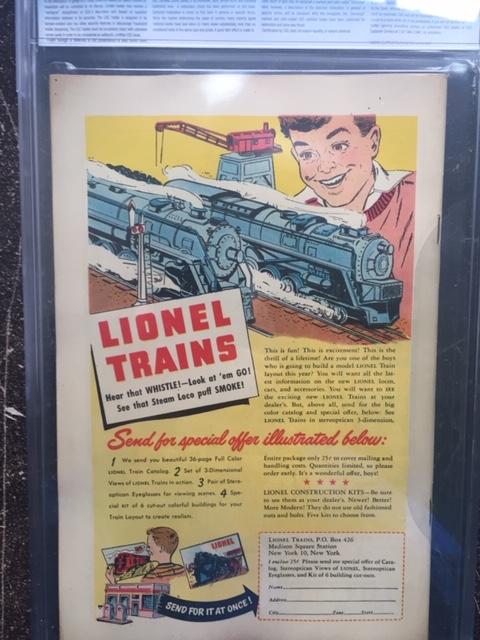 LIONEL
TRAINS
Hear that WHISTLE!—Look at 'em GO!
See that Steam Loco puff SMOKE!
This is fun! This is excitement! This is the
thrill of a lifetime! Are you one of the boys
who is going to build a model LIONEL Train
layout this year? You will want all the lat-
est information on the new LIONEL locos,
cars, and accessories. You will want to SEE
the exciting new LIONEL Trains at your
dealer's. But, above all, send for the big
color catalog and special offer, below: See
LIONEL Trains in stereoptican 3-dimension.
Send for special offer illustrated below:
1 We send you beautiful 36-page Full Color
LIONEL Train Catalog. 2 Set of 3-Dimensional
Views of LIONEL Trains in action. 3 Pair of Stere-
optican Eyeglasses for viewing scenes. 4 Spe-
cial KIT of 6 cut-out colorful buildings for your
Train Layout to create realism.
Entire package only 25¢ to cover mailing and
handling costs. Quantities limited, so please
order early. It's a wonderful offer, boys!
★ ★ ★ ★
LIONEL CONSTRUCTION KITS—Be sure
to see them at your dealer's. Newer! Better!
More Modern! They do not use old fashioned
nuts and bolts. Five kits to choose from.
LIONEL
SEND FOR IT AT ONCE!
LIONEL TRAINS, P.O. Box 426
Madison Square Station
New York 10, New York
I enclose 25¢ Please send me special offer of Cata-
log, Stereoptican Views of LIONEL, Stereoptican
Eyeglasses, and Kit of 6 building cut-outs.
Name
Address
City Zone State